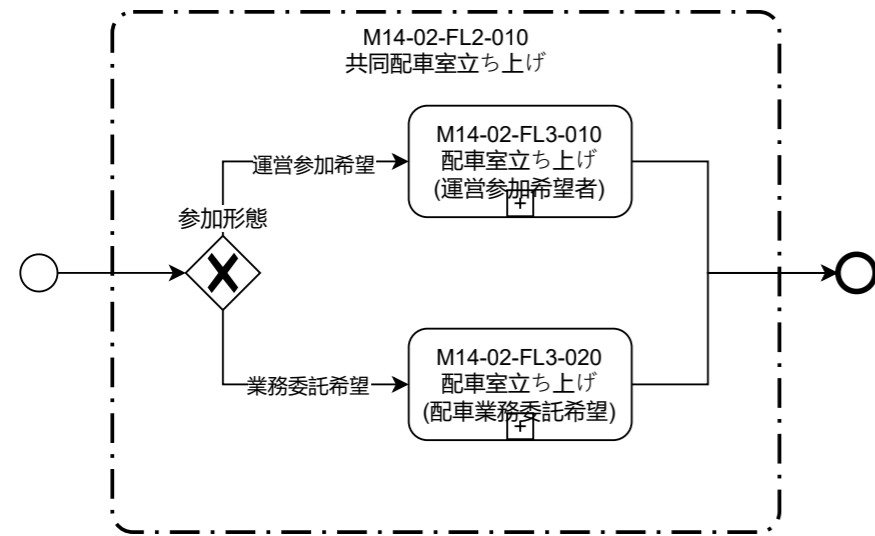 M14-02-FL2-010
共同配車室立ち上げ
M14-02-FL3-010
配車室立ち上げ
(運営参加希望者)
運営参加希望
参加形態
M14-02-FL3-020
配車室立ち上げ
(配車業務委託希望)
業務委託希望